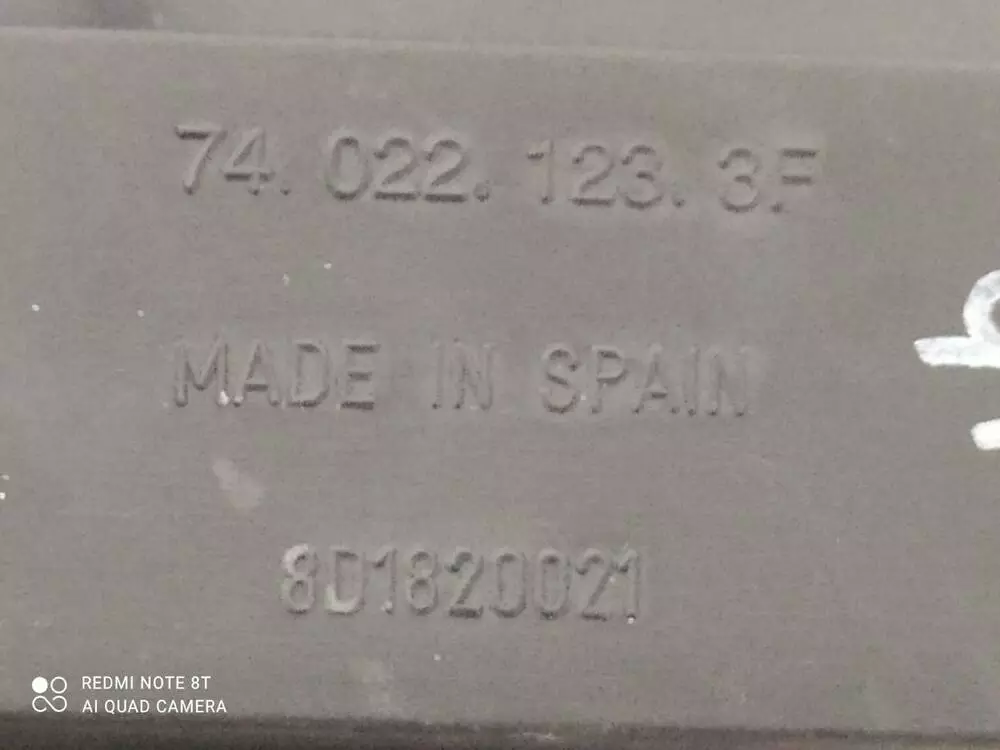 74. 022. 123. 3F
MADE IN SPAIN
8D1820021
REDMI NOTE 8T
AI QUAD CAMERA